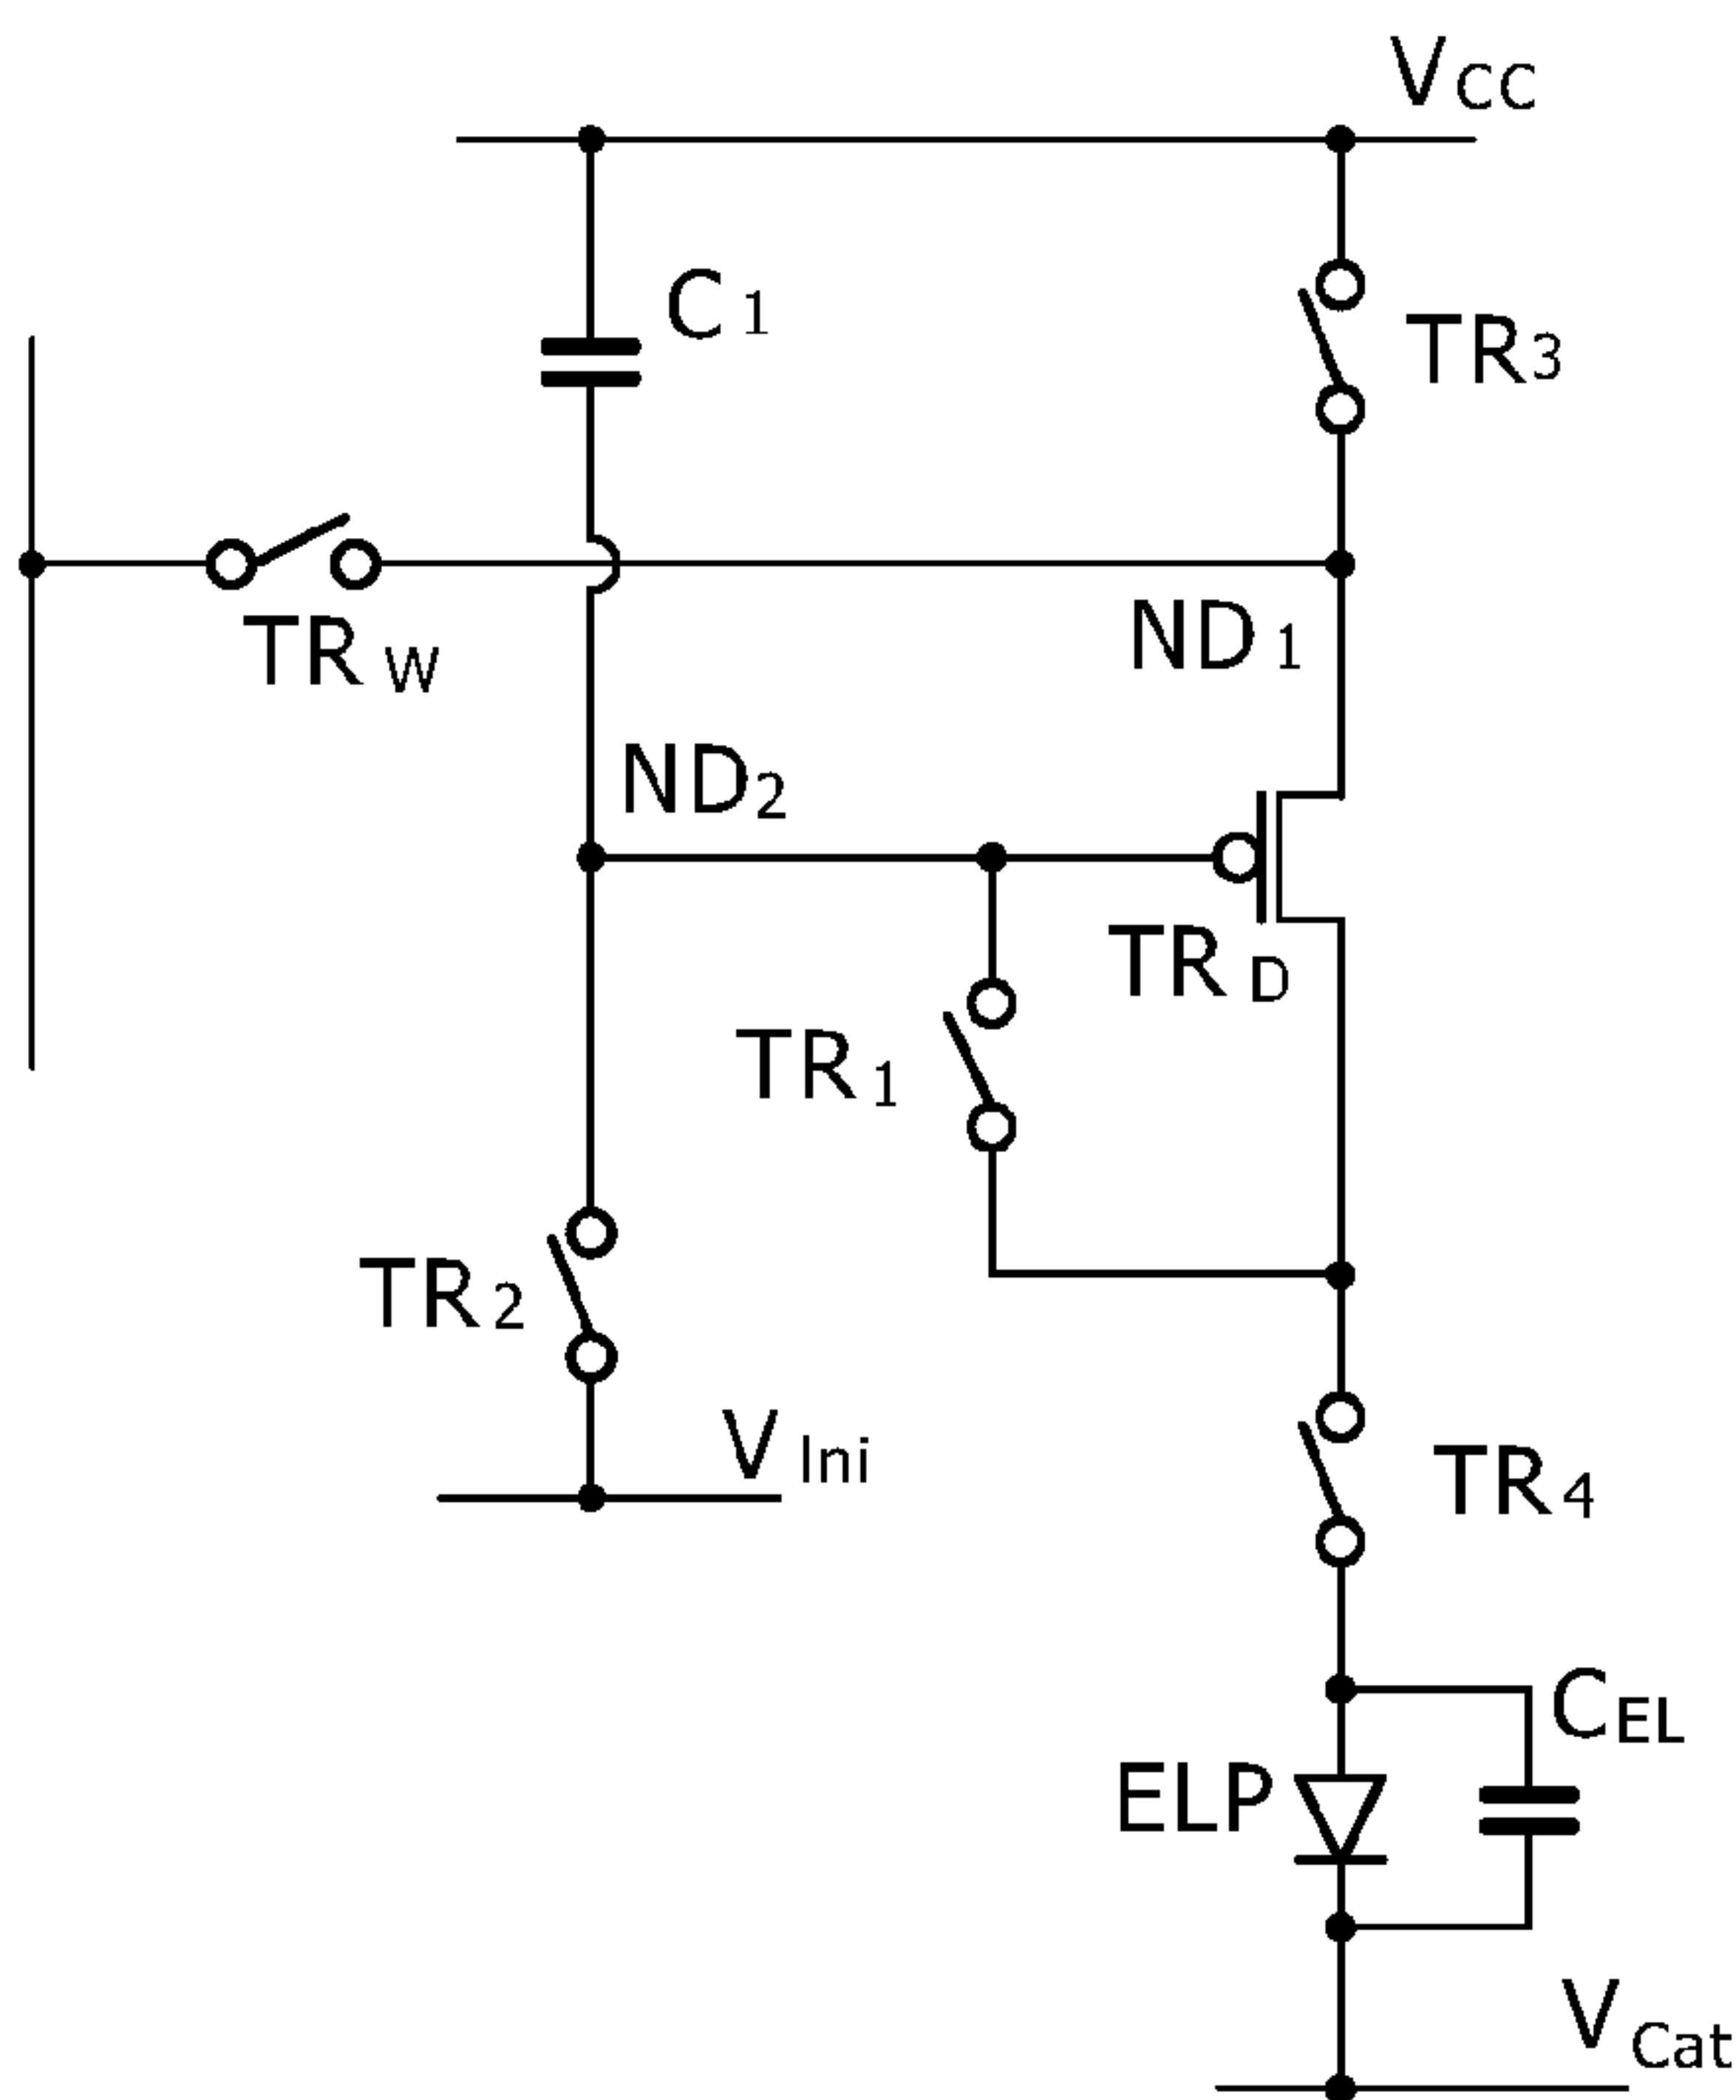 VCC
C1
TR3
TRW
ND1
ND2
TRD
TR1
TR2
VIni
TR4
CEL
ELP
VCat